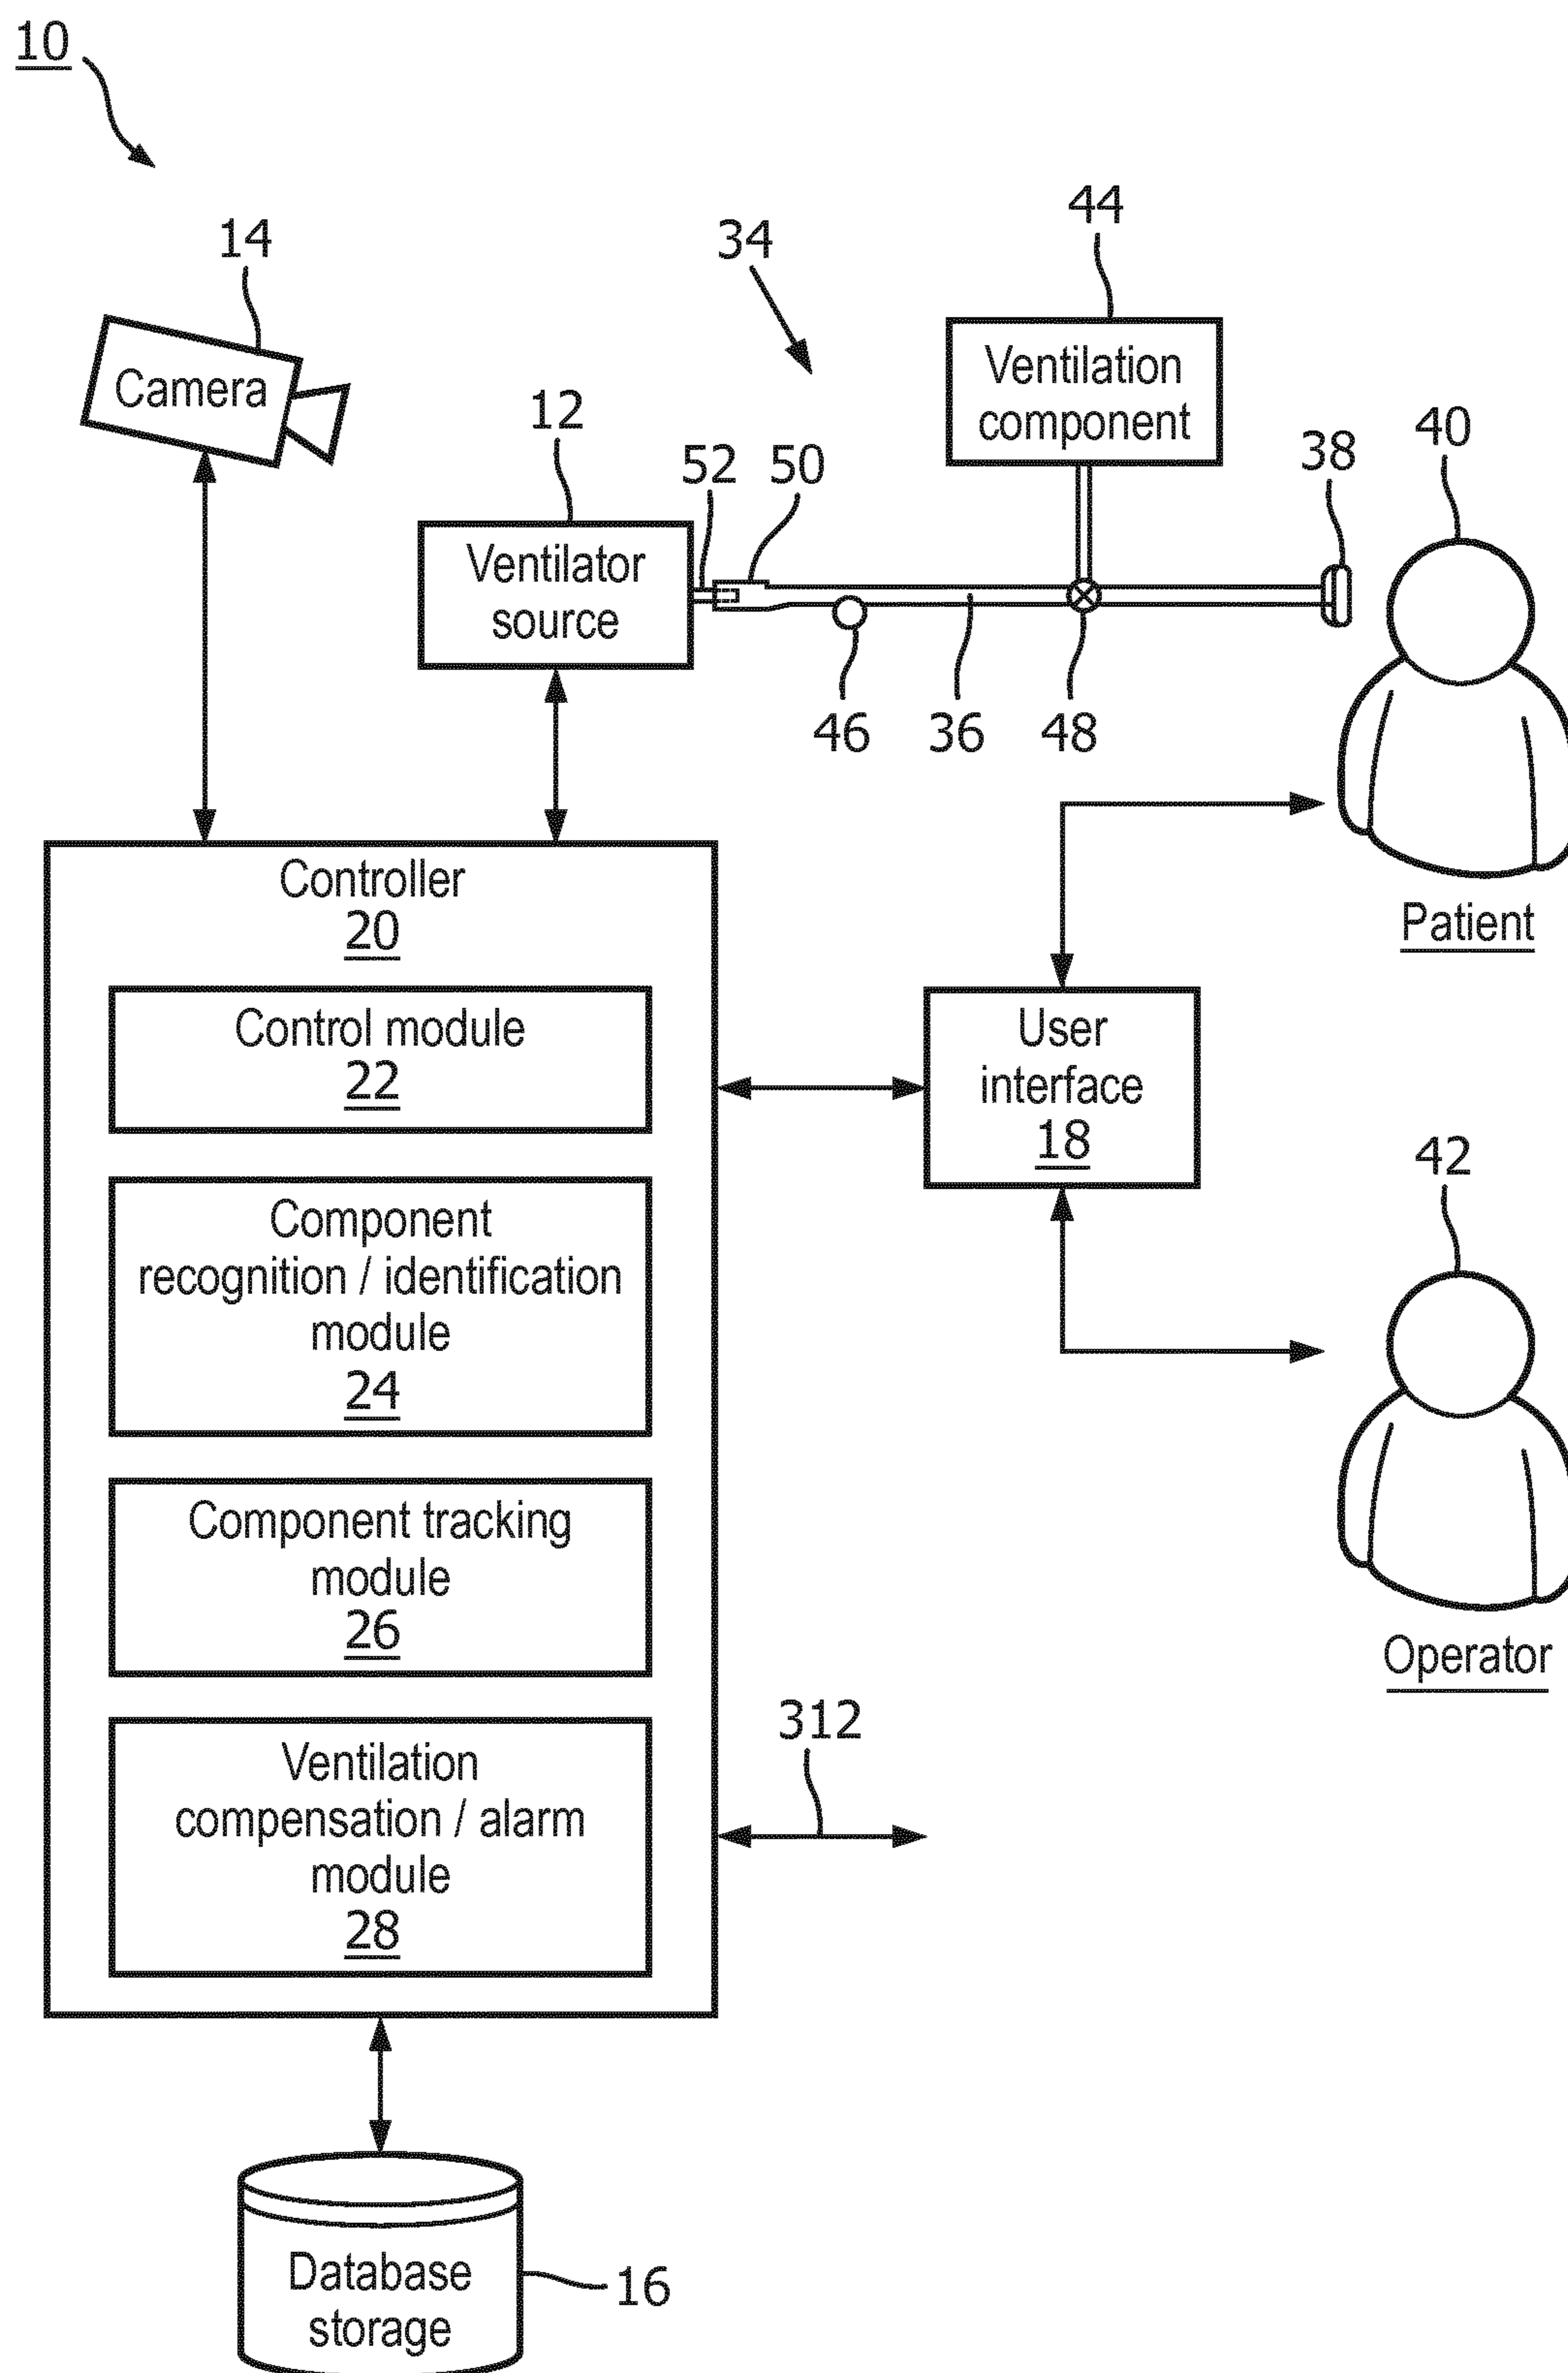 10
14
Camera
34
44
Ventilation
component
12
52
50
38
40
Ventilator
source
46
36
48
Patient
Controller
20
Control module
22
Component
recognition / identification
module
24
Component tracking
module
26
Ventilation
compensation / alarm
module
28
User
interface
18
42
Operator
312
Database
storage
16